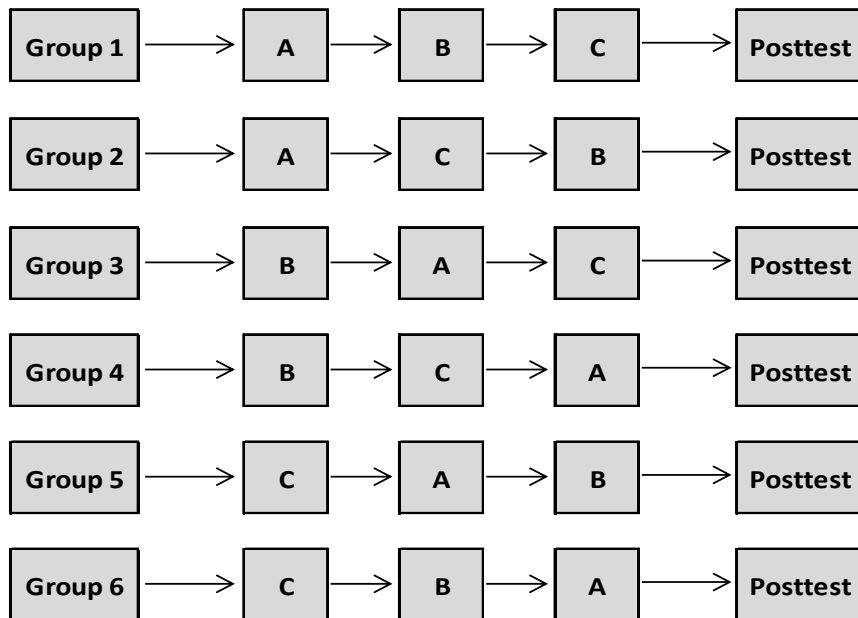 Group 1 A B C Posttest
Group 2 A C B Posttest
Group 3 B A C Posttest
Group 4 B C A Posttest
Group 5 C A B Posttest
Group 6 C B A Posttest